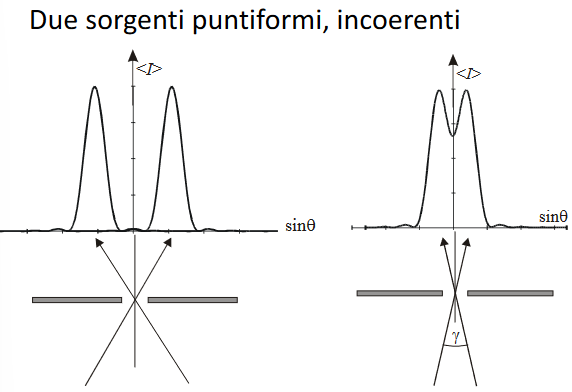 Due sorgenti puntiformi, incoerenti
<I>
<I>
sinθ
sinθ
γ